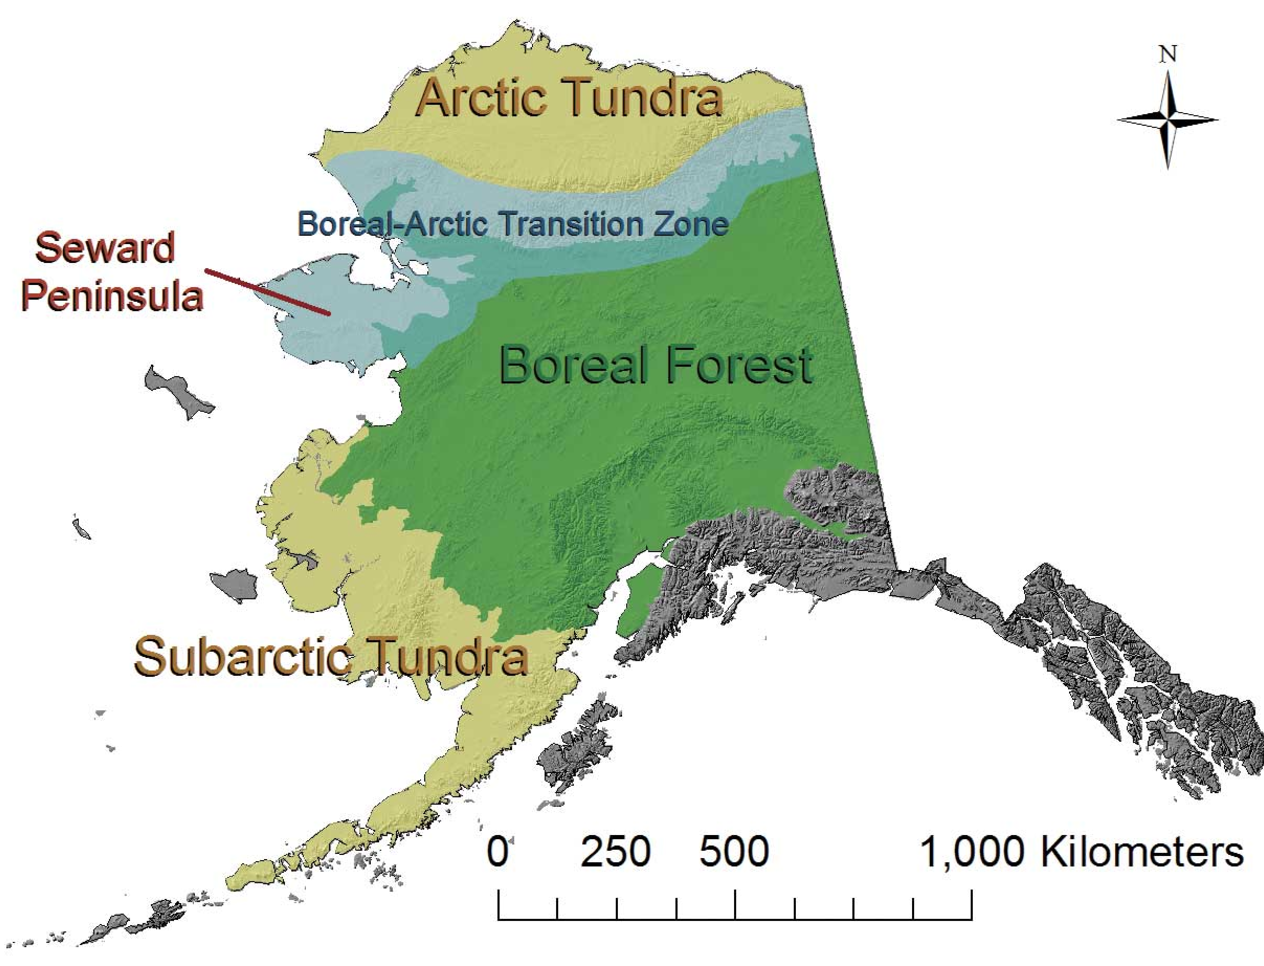 N
Arctic Tundra
Boreal-Arctic Transition Zone
Seward
Peninsula
Boreal Forest
Subarctic Tundra
0 250 500 1,000 Kilometers